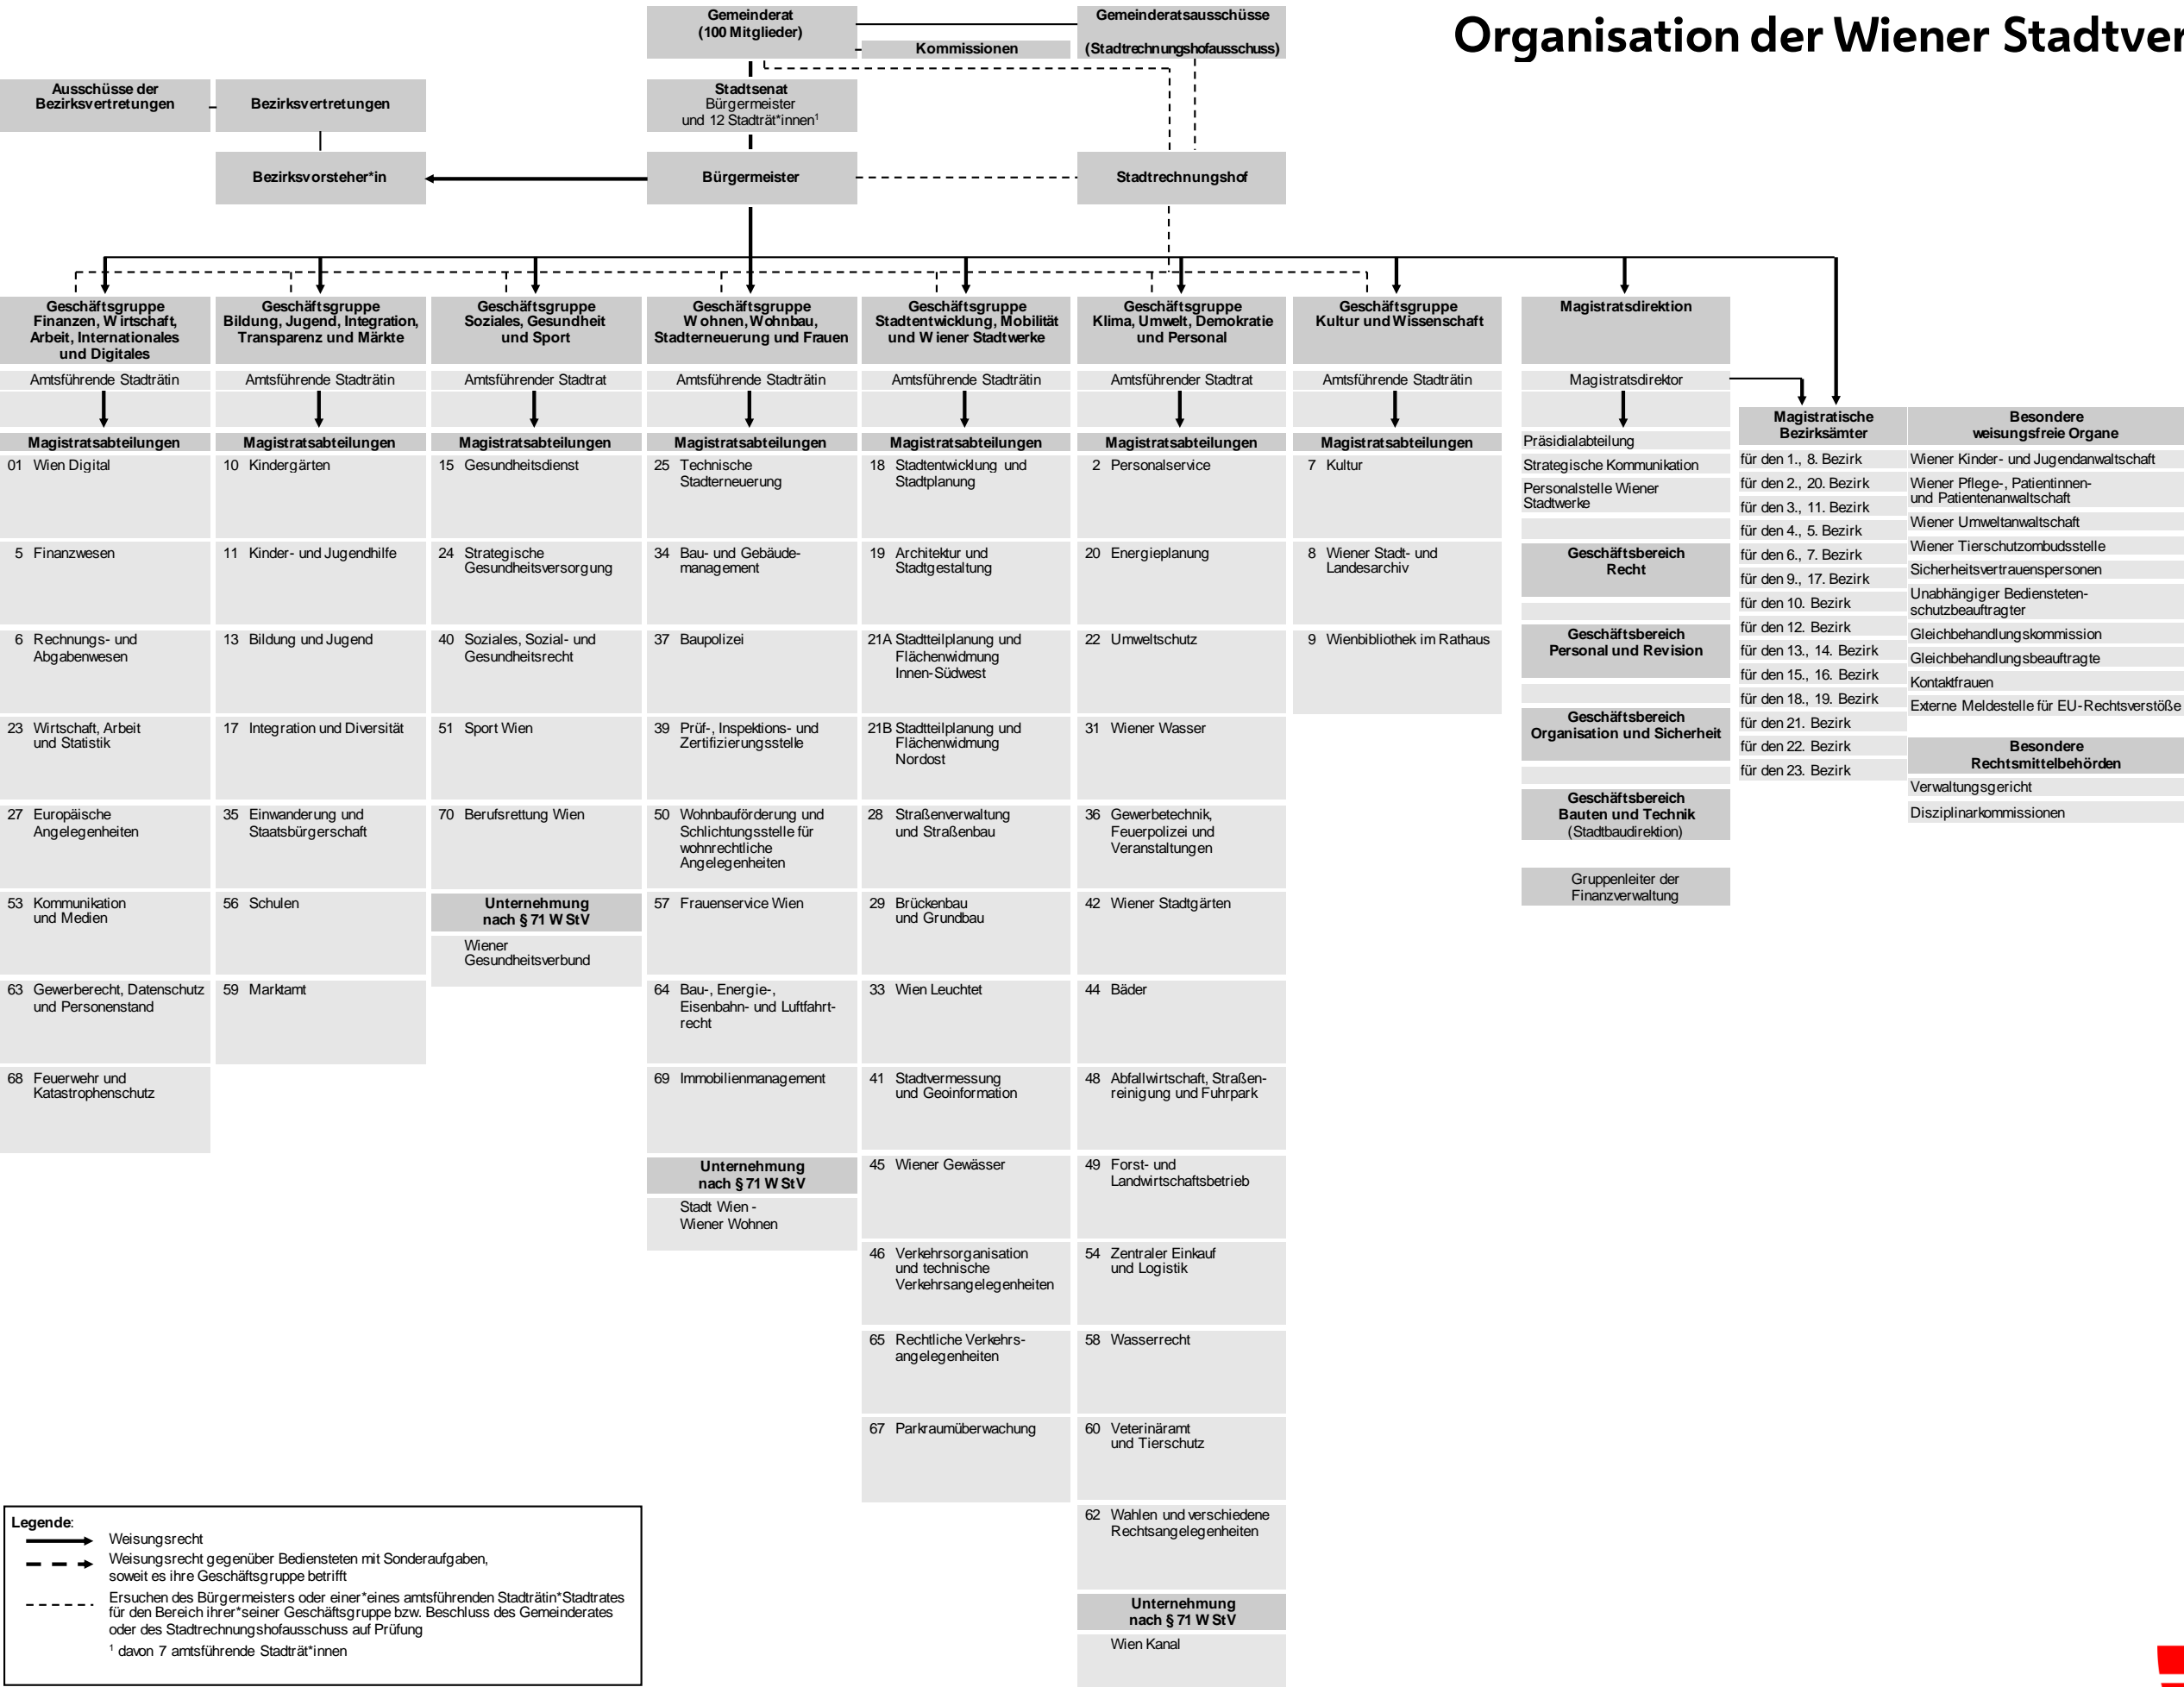 Organisation der Wiener Stadtver
Gemeinderat
(100 Mitglieder)
Kommissionen
Gemeinderatsausschüsse
(Stadtrechnungshofausschuss)
Ausschüsse der
Bezirksvertretungen
Bezirksvertretungen
Stadtsenat
Bürgermeister
und 12 Stadträt*innen¹
Bezirksvorsteher*in
Bürgermeister
Stadtrechnungshof
Geschäftsgruppe
Finanzen, Wirtschaft,
Arbeit, Internationales
und Digitales
Amtsführende Stadträtin
Magistratsabteilungen
01 Wien Digital
5 Finanzwesen
6 Rechnungs- und
Abgabenwesen
23 Wirtschaft, Arbeit
und Statistik
27 Europäische
Angelegenheiten
53 Kommunikation
und Medien
63 Gewerberecht, Datenschutz
und Personenstand
68 Feuerwehr und
Katastrophenschutz
Geschäftsgruppe
Bildung, Jugend, Integration,
Transparenz und Märkte
Amtsführende Stadträtin
Magistratsabteilungen
10 Kindergärten
11 Kinder- und Jugendhilfe
13 Bildung und Jugend
17 Integration und Diversität
35 Einwanderung und
Staatsbürgerschaft
56 Schulen
59 Marktamt
Geschäftsgruppe
Soziales, Gesundheit
und Sport
Amtsführender Stadtrat
Magistratsabteilungen
15 Gesundheitsdienst
24 Strategische
Gesundheitsversorgung
40 Soziales, Sozial- und
Gesundheitsrecht
51 Sport Wien
70 Berufsrettung Wien
Unternehmung
nach § 71 WStV
Wiener
Gesundheitsverbund
Geschäftsgruppe
Wohnen, Wohnbau,
Stadterneuerung und Frauen
Amtsführende Stadträtin
Magistratsabteilungen
25 Technische
Stadterneuerung
34 Bau- und Gebäude-
management
37 Baupolizei
39 Prüf-, Inspektions- und
Zertifizierungsstelle
50 Wohnbauförderung und
Schlichtungsstelle für
wohnrechtliche
Angelegenheiten
57 Frauenservice Wien
64 Bau-, Energie-,
Eisenbahn- und Luftfahrt-
recht
69 Immobilienmanagement
Unternehmung
nach § 71 WStV
Stadt Wien -
Wiener Wohnen
Geschäftsgruppe
Stadtentwicklung, Mobilität
und Wiener Stadtwerke
Amtsführende Stadträtin
Magistratsabteilungen
18 Stadtentwicklung und
Stadtplanung
19 Architektur und
Stadtgestaltung
21A Stadtteilplanung und
Flächenwidmung
Innen-Südwest
21B Stadtteilplanung und
Flächenwidmung
Nordost
28 Straßenverwaltung
und Straßenbau
29 Brückenbau
und Grundbau
33 Wien Leuchtet
41 Stadtvermessung
und Geoinformation
45 Wiener Gewässer
46 Verkehrsorganisation
und technische
Verkehrsangelegenheiten
65 Rechtliche Verkehrs-
angelegenheiten
67 Parkraumüberwachung
Geschäftsgruppe
Klima, Umwelt, Demokratie
und Personal
Amtsführender Stadtrat
Magistratsabteilungen
2 Personalservice
20 Energieplanung
22 Umweltschutz
31 Wiener Wasser
36 Gewerbetechnik,
Feuerpolizei und
Veranstaltungen
42 Wiener Stadtgärten
44 Bäder
48 Abfallwirtschaft, Straßen-
reinigung und Fuhrpark
49 Forst- und
Landwirtschaftsbetrieb
54 Zentraler Einkauf
und Logistik
58 Wasserrecht
60 Veterinäramt
und Tierschutz
62 Wahlen und verschiedene
Rechtsangelegenheiten
Unternehmung
nach § 71 WStV
Wien Kanal
Geschäftsgruppe
Kultur und Wissenschaft
Amtsführende Stadträtin
Magistratsabteilungen
7 Kultur
8 Wiener Stadt- und
Landesarchiv
9 Wienbibliothek im Rathaus
Magistratsdirektion
Magistratsdirektor
Präsidialabteilung
Strategische Kommunikation
Personalstelle Wiener
Stadtwerke
Geschäftsbereich
Recht
Geschäftsbereich
Personal und Revision
Geschäftsbereich
Organisation und Sicherheit
Geschäftsbereich
Bauten und Technik
(Stadtbaudirektion)
Gruppenleiter der
Finanzverwaltung
Magistratische
Bezirksämter
für den 1., 8. Bezirk
für den 2., 20. Bezirk
für den 3., 11. Bezirk
für den 4., 5. Bezirk
für den 6., 7. Bezirk
für den 9., 17. Bezirk
für den 10. Bezirk
für den 12. Bezirk
für den 13., 14. Bezirk
für den 15., 16. Bezirk
für den 18., 19. Bezirk
für den 21. Bezirk
für den 22. Bezirk
für den 23. Bezirk
Besondere
weisungsfreie Organe
Wiener Kinder- und Jugendanwaltschaft
Wiener Pflege-, Patientinnen-
und Patientenanwaltschaft
Wiener Umweltanwaltschaft
Wiener Tierschutzombudsstelle
Sicherheitsvertrauenspersonen
Unabhängiger Bediensteten-
schutzbeauftragter
Gleichbehandlungskommission
Gleichbehandlungsbeauftragte
Kontaktfrauen
Externe Meldestelle für EU-Rechtsverstöße
Besondere
Rechtsmittelbehörden
Verwaltungsgericht
Disziplinarkommissionen
Legende:
Weisungsrecht
Weisungsrecht gegenüber Bediensteten mit Sonderaufgaben,
soweit es ihre Geschäftsgruppe betrifft
Ersuchen des Bürgermeisters oder einer*eines amtsführenden Stadträtin*Stadtrates
für den Bereich ihrer*seiner Geschäftsgruppe bzw. Beschluss des Gemeinderates
oder des Stadtrechnungshofausschuss auf Prüfung
¹ davon 7 amtsführende Stadträt*innen